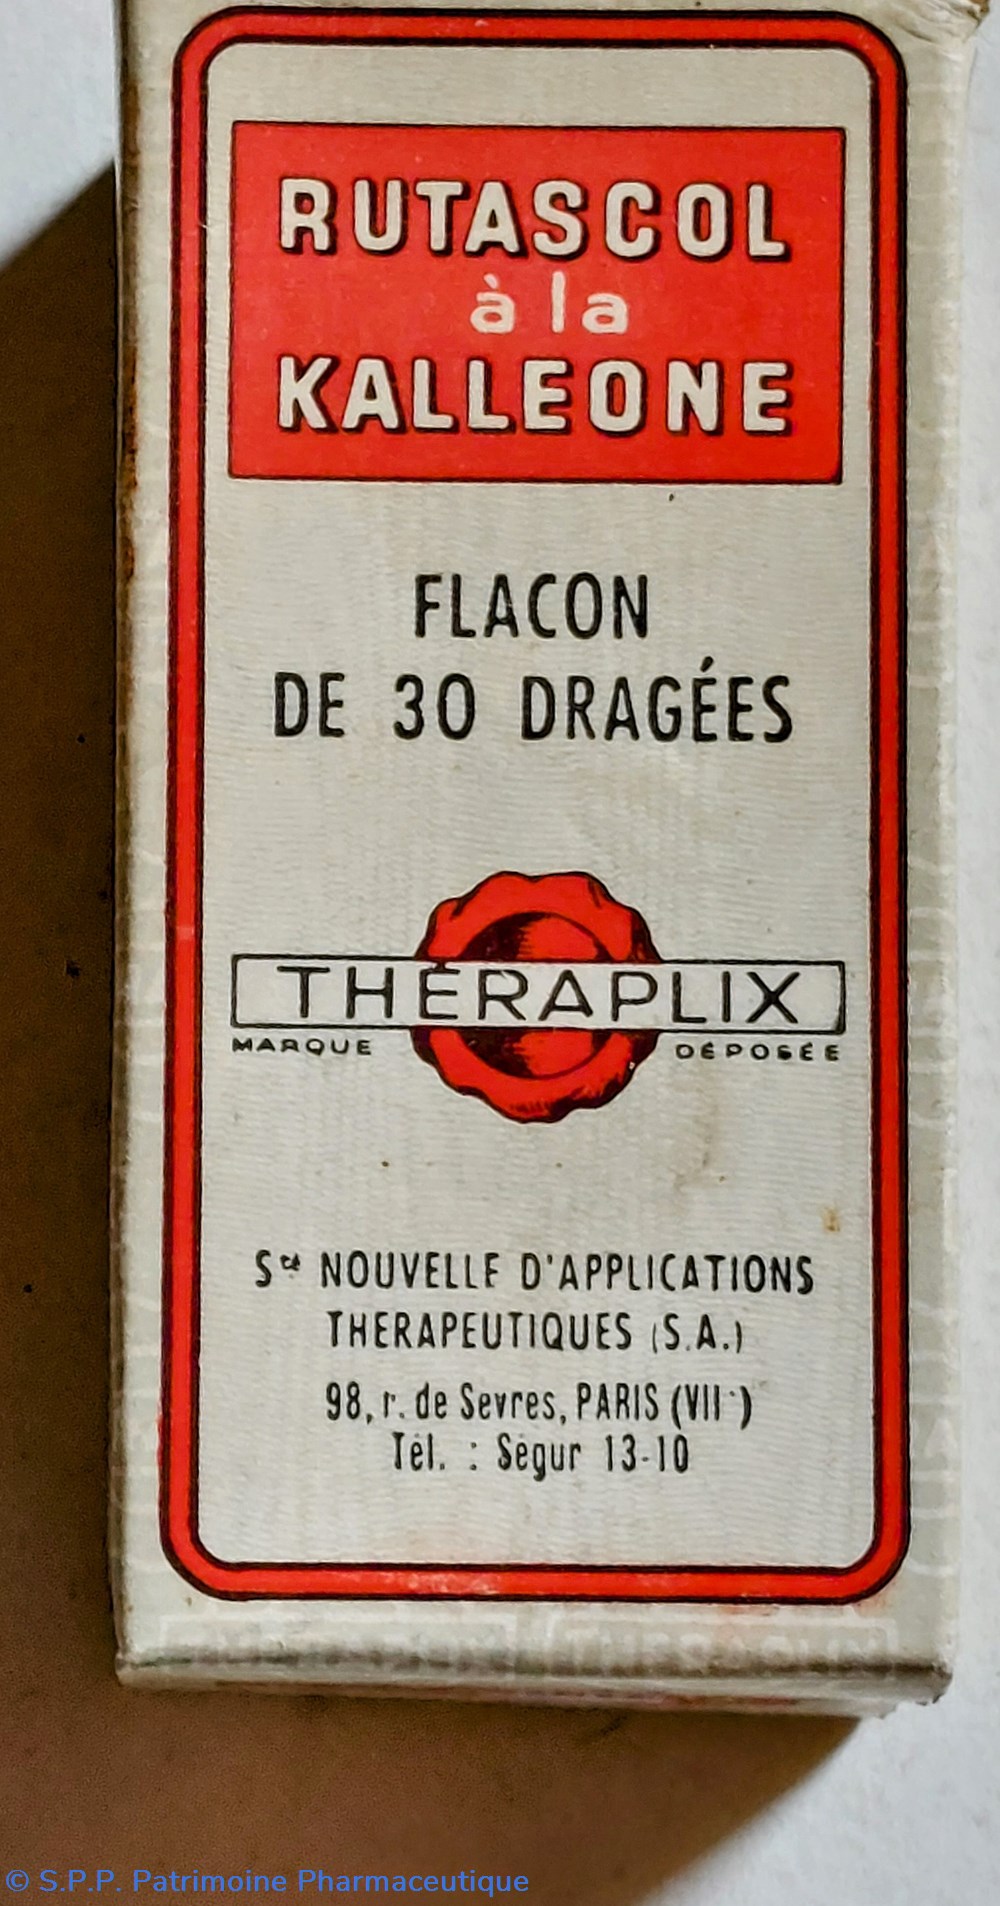 RUTASCOL
à la
KALLEONE
FLACON
DE 30 DRAGÉES
THÉRAPLIX
MARQUE DÉPOSÉE
Sté NOUVELLE D'APPLICATIONS
THERAPEUTIQUES (S.A.)
98, r. de Sevres, PARIS (VIIe)
Tél. : Ségur 13-10
© S.P.P. Patrimoine Pharmaceutique